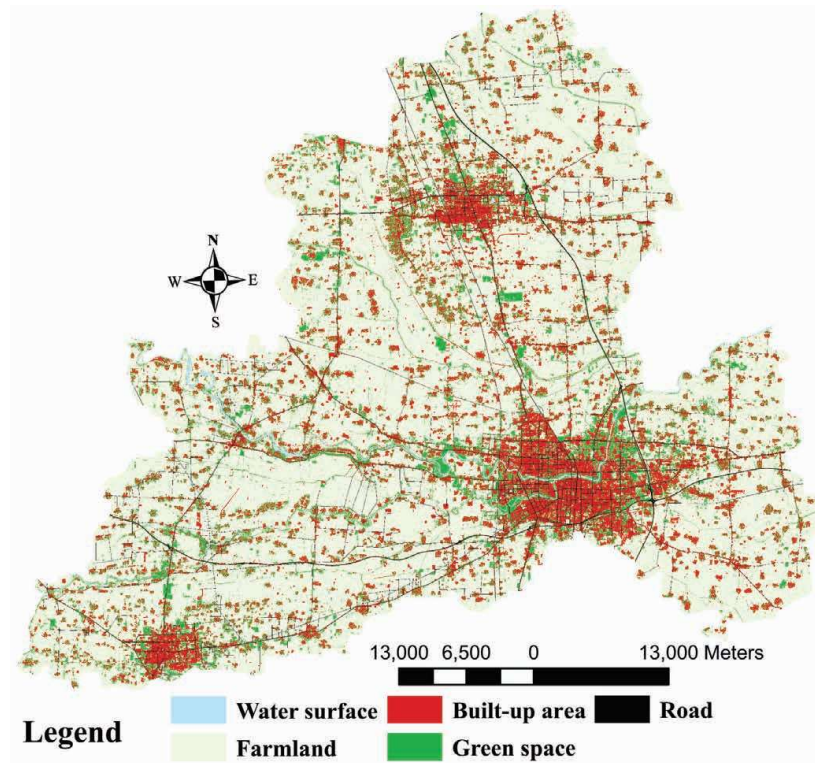 N
W E
S
13,000 6,500 0 13,000 Meters
Legend
Water surface Built-up area Road
Farmland Green space